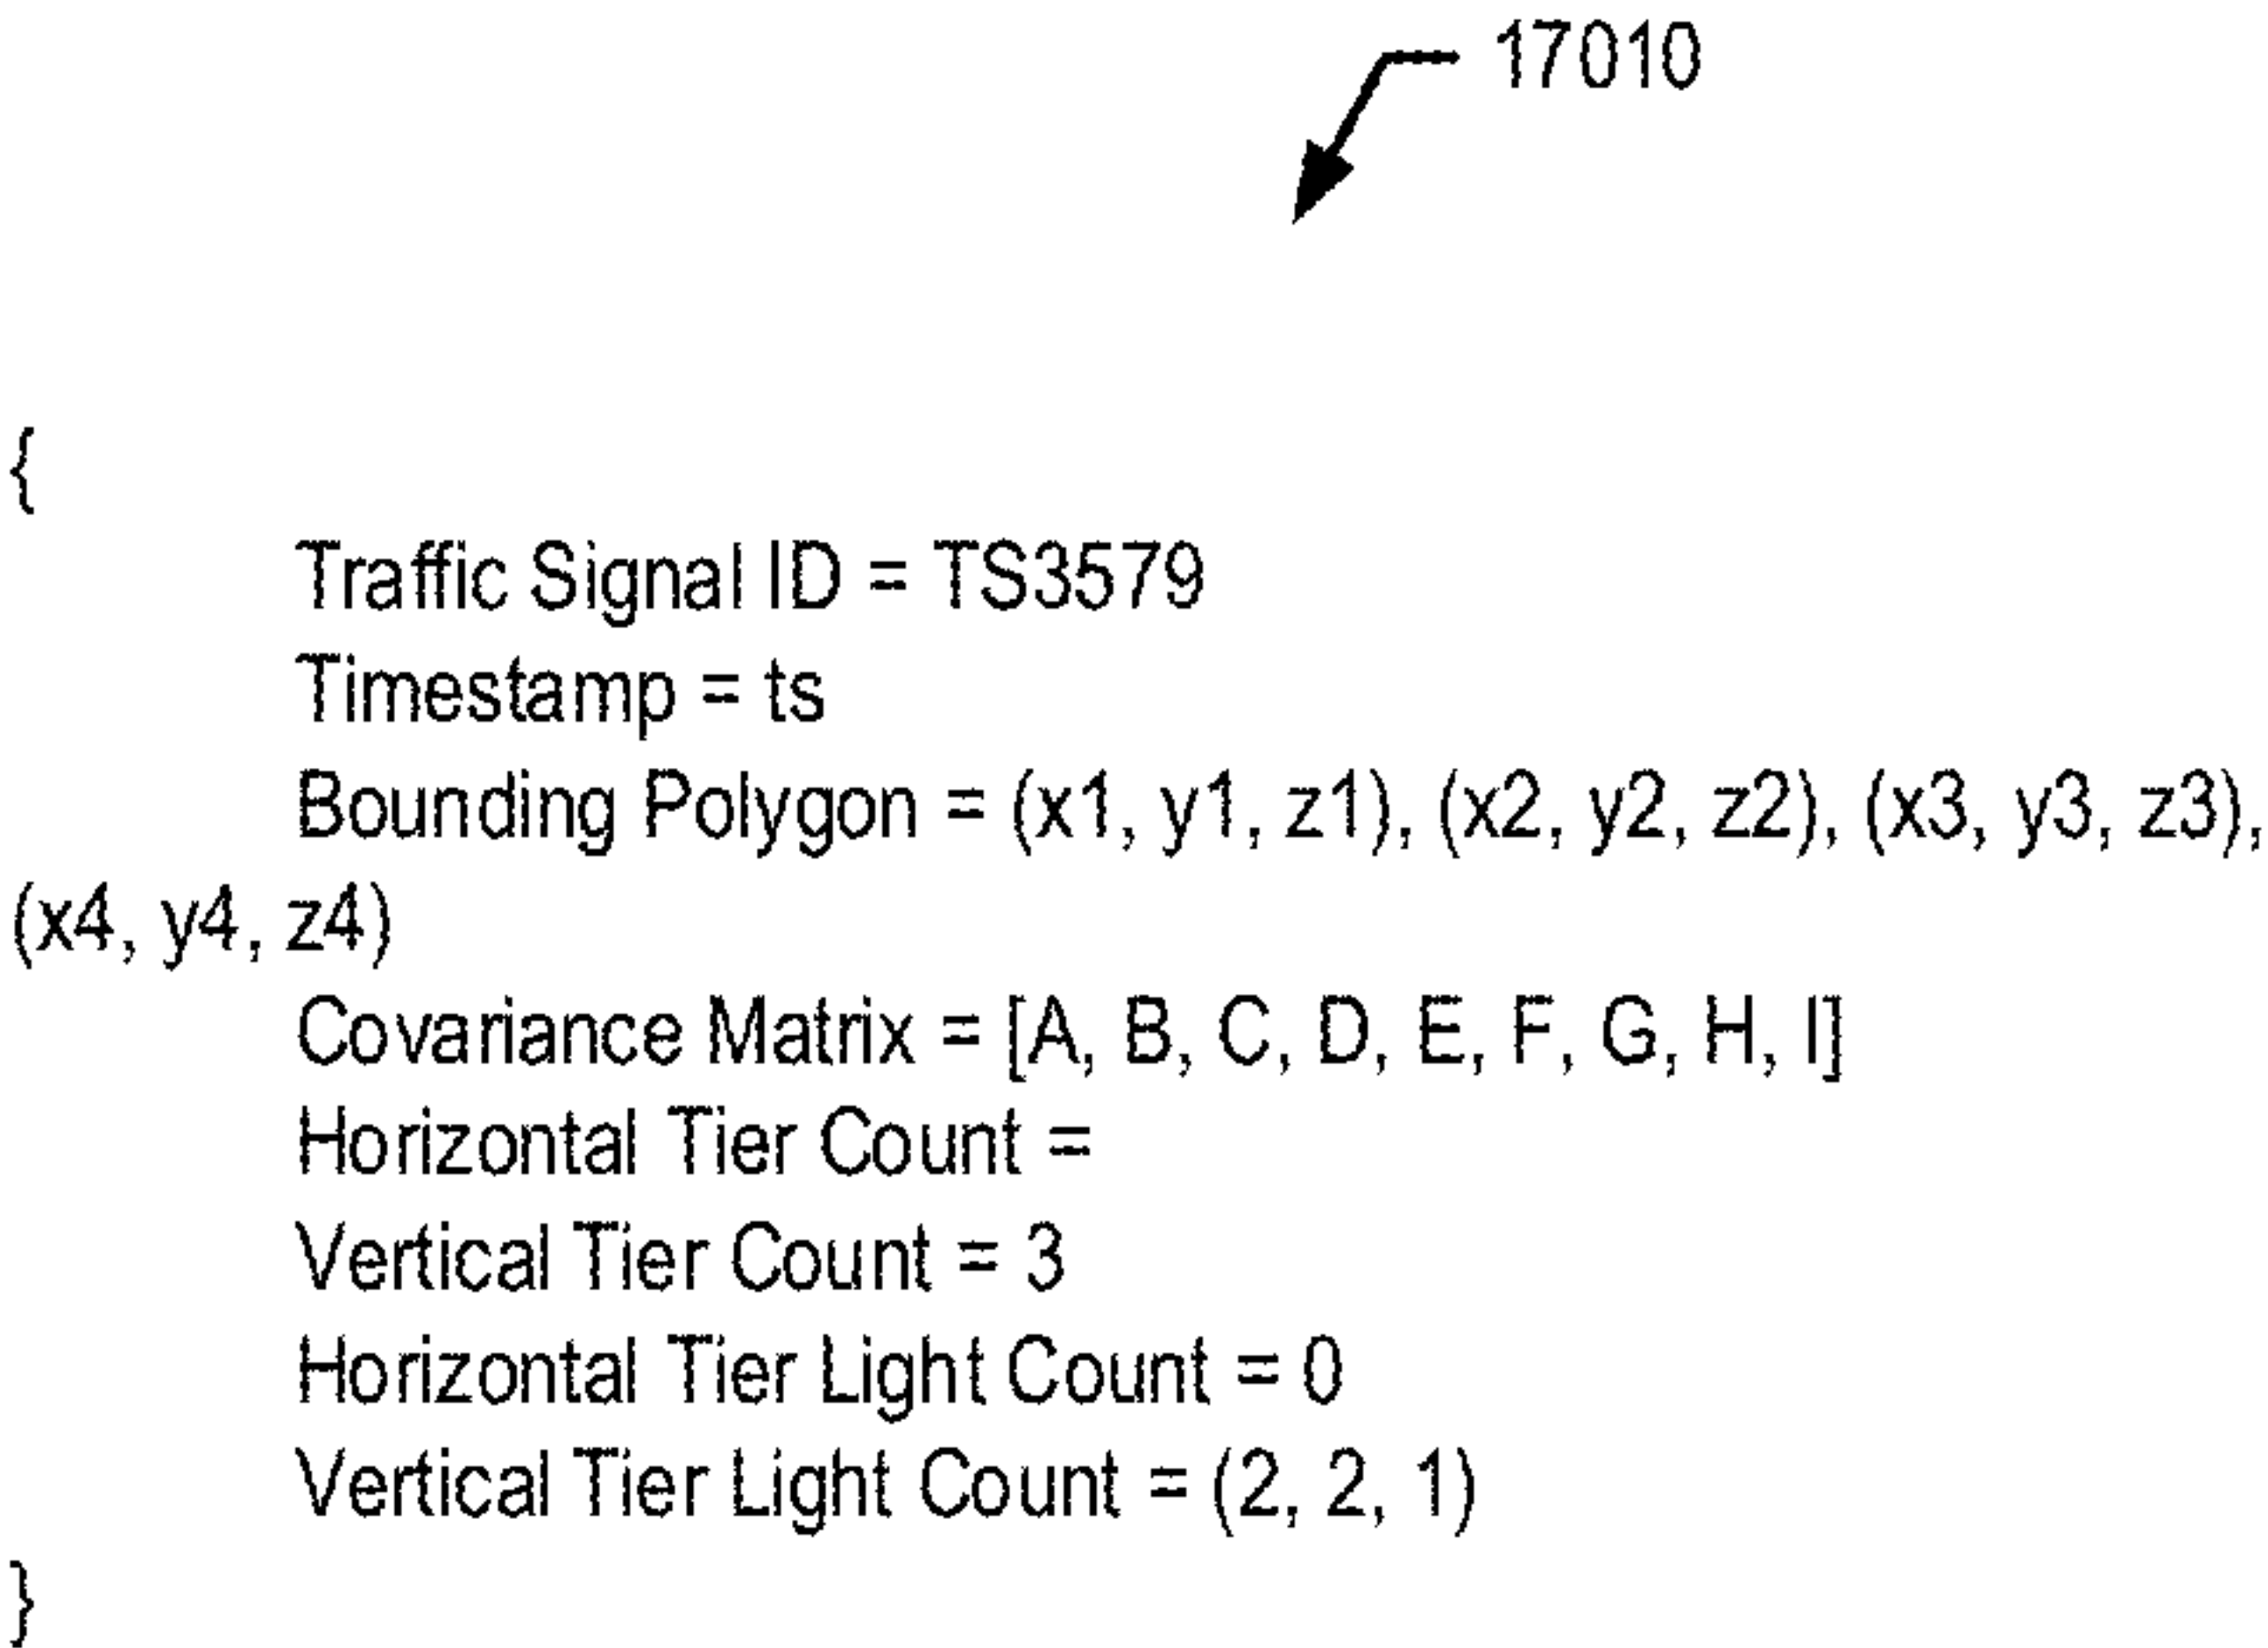 17010
{
Traffic Signal ID = TS3579
Timestamp = ts
Bounding Polygon = (x1, y1, z1), (x2, y2, z2), (x3, y3, z3),
(x4, y4, z4)
Covariance Matrix = [A, B, C, D, E, F, G, H, I]
Horizontal Tier Count =
Vertical Tier Count = 3
Horizontal Tier Light Count = 0
Vertical Tier Light Count = (2, 2, 1)
}